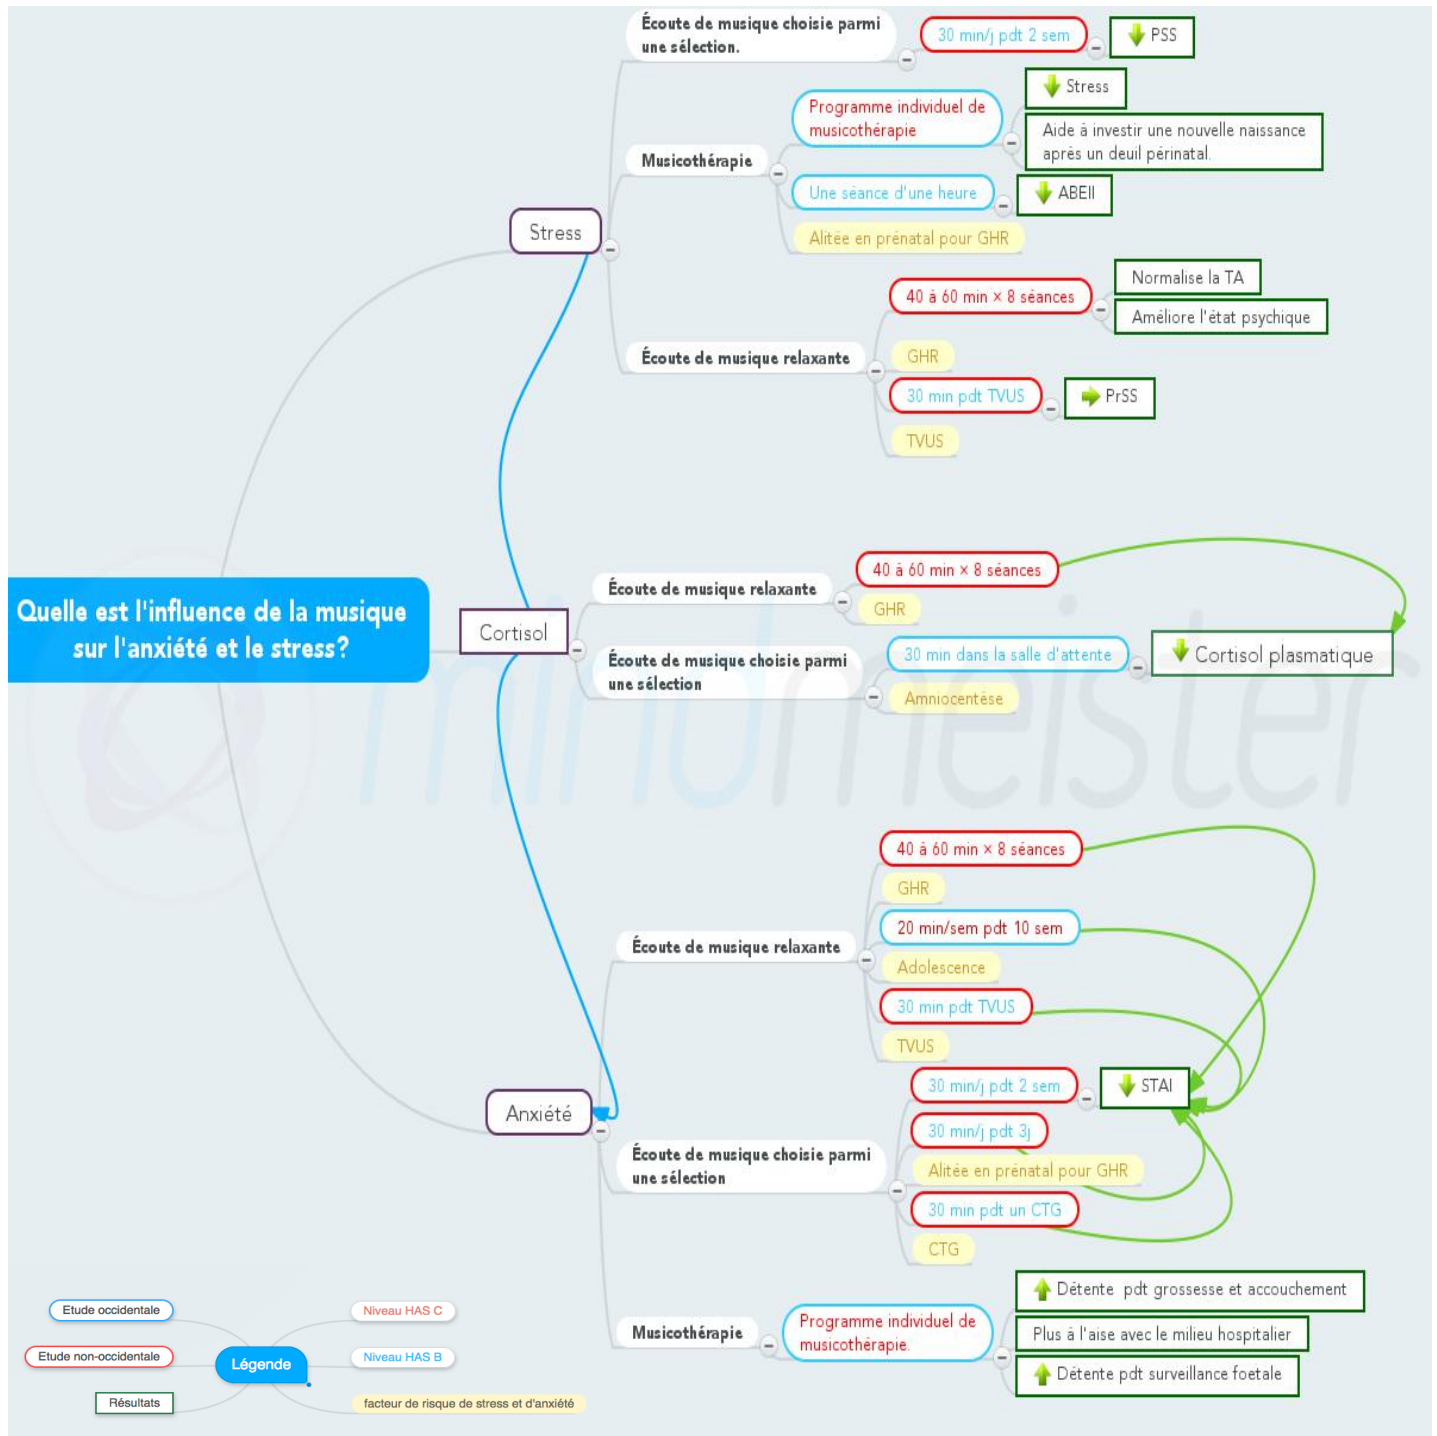 Écoute de musique choisie parmi
une sélection.
30 min/j pdt 2 sem
PSS
Musicothérapie
Programme individuel de
musicothérapie
Stress
Aide à investir une nouvelle naissance
après un deuil périnatal.
Une séance d'une heure
ABEII
Alitée en prénatal pour GHR
Stress
Écoute de musique relaxante
40 à 60 min × 8 séances
Normalise la TA
Améliore l'état psychique
GHR
30 min pdt TVUS
PrSS
TVUS
Quelle est l'influence de la musique
sur l'anxiété et le stress?
Cortisol
Écoute de musique relaxante
40 à 60 min × 8 séances
GHR
Écoute de musique choisie parmi
une sélection
30 min dans la salle d'attente
Cortisol plasmatique
Amniocentèse
mindmeister
Anxiété
Écoute de musique relaxante
40 à 60 min × 8 séances
GHR
20 min/sem pdt 10 sem
Adolescence
30 min pdt TVUS
TVUS
Écoute de musique choisie parmi
une sélection
30 min/j pdt 2 sem
STAI
30 min/j pdt 3j
Alitée en prénatal pour GHR
30 min pdt un CTG
CTG
Musicothérapie
Programme individuel de
musicothérapie.
Détente pdt grossesse et accouchement
Plus à l'aise avec le milieu hospitalier
Détente pdt surveillance foetale
Légende
Etude occidentale
Etude non-occidentale
Résultats
Niveau HAS C
Niveau HAS B
facteur de risque de stress et d'anxiété